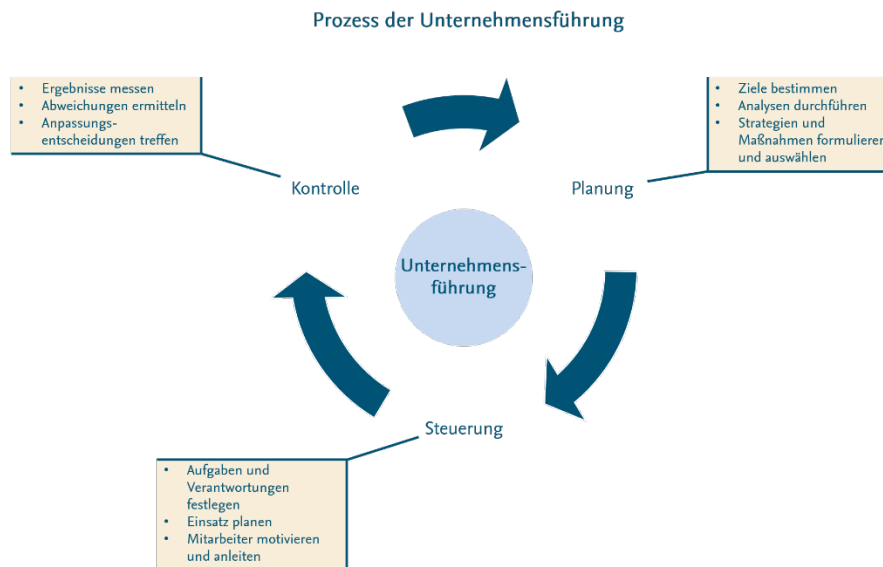 Prozess der Unternehmensführung
• Ergebnisse messen
• Abweichungen ermitteln
• Anpassungs-
entscheidungen treffen
• Ziele bestimmen
• Analysen durchführen
• Strategien und
Maßnahmen formulieren
und auswählen
Kontrolle
Planung
Unternehmens-
führung
Steuerung
• Aufgaben und
Verantwortungen
festlegen
• Einsatz planen
• Mitarbeiter motivieren
und anleiten